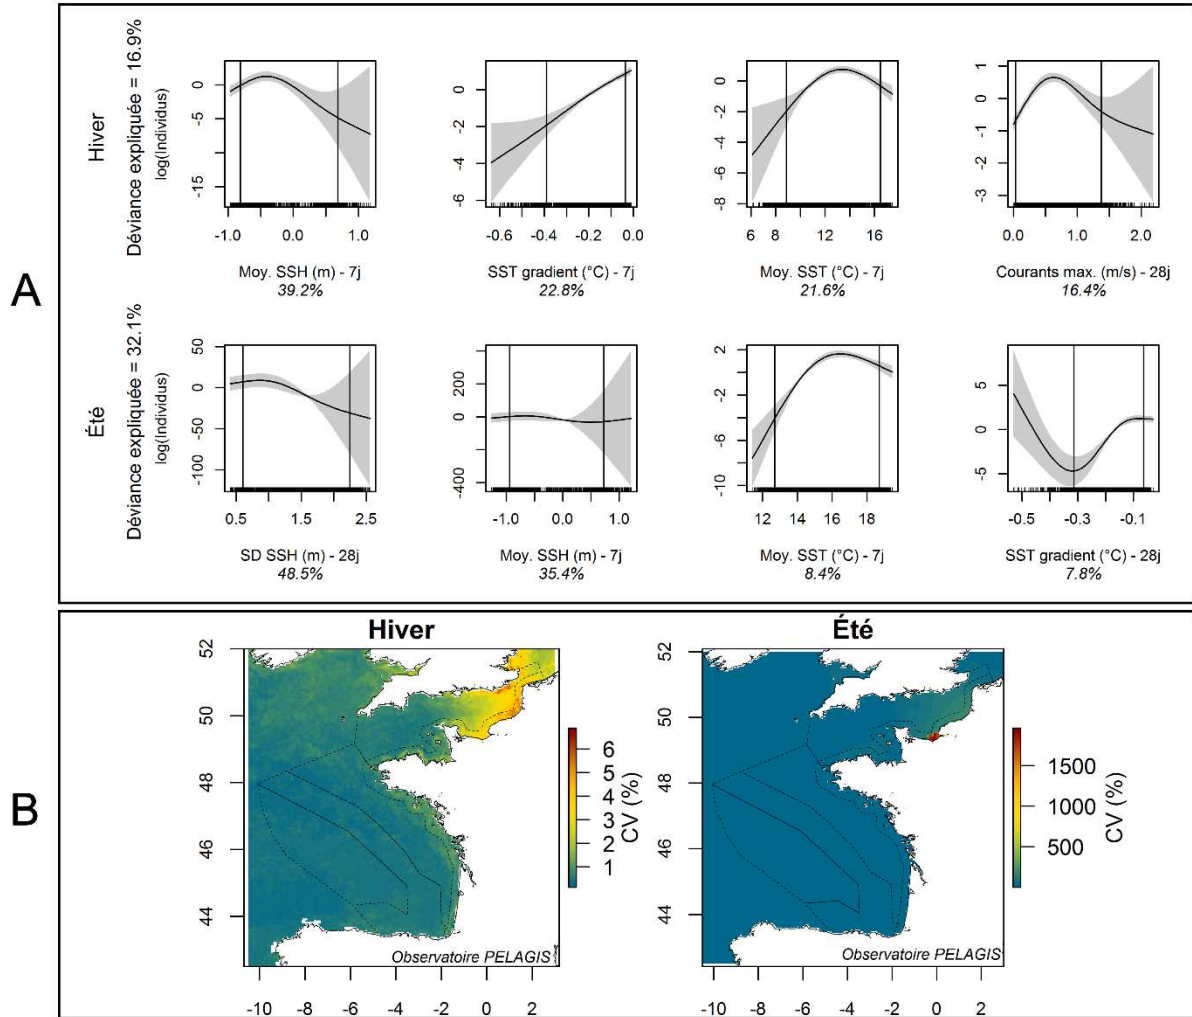 A
Hiver
Déviance expliquée = 16.9%
log(Individus)
0
-5
-15
-1.0 0.0 1.0
Moy. SSH (m) - 7j
39.2%
0
-2
-4
-6
-0.6 -0.4 -0.2 0.0
SST gradient (°C) - 7j
22.8%
0
-2
-4
-6
-8
6 8 12 16
Moy. SST (°C) - 7j
21.6%
1
0
-1
-2
-3
0.0 1.0 2.0
Courants max. (m/s) - 28j
16.4%
Été
Déviance expliquée = 32.1%
log(Individus)
50
0
-50
-100
0.5 1.5 2.5
SD SSH (m) - 28j
48.5%
200
0
-400
-1.0 0.0 1.0
Moy. SSH (m) - 7j
35.4%
2
0
-2
-6
-10
12 14 16 18
Moy. SST (°C) - 7j
8.4%
5
0
-5
-0.5 -0.3 -0.1
SST gradient (°C) - 28j
7.8%
B
Hiver
52
50
48
46
44
-10 -8 -6 -4 -2 0 2
Observatoire PELAGIS
6
5
4
3
2
1
CV (%)
Été
52
50
48
46
44
-10 -8 -6 -4 -2 0 2
Observatoire PELAGIS
1500
1000
500
CV (%)